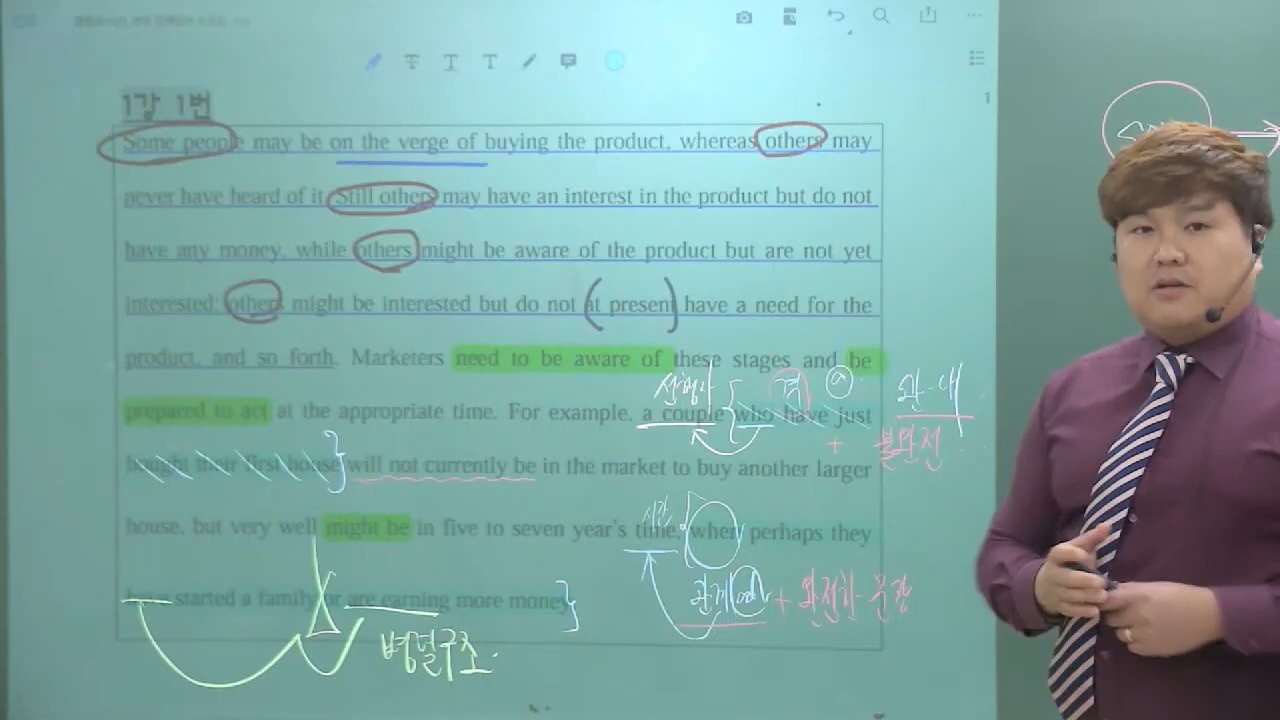 1강 1번
Some people may be on the verge of buying the product, whereas others may
never have heard of it. Still others may have an interest in the product but do not
have any money, while others might be aware of the product but are not yet
interested; others might be interested but do not (at present) have a need for the
product, and so forth. Marketers need to be aware of these stages and be
선행사 { 격 ⓐ 관·대
prepared to act at the appropriate time. For example, a couple who have just
+ 불완전
bought their first house} will not currently be in the market to buy another larger
시간
house, but very well might be in five to seven year's time, when perhaps they
관계 adv + 완전한 문장
have started a family or are earning more money}
병렬구조.
1